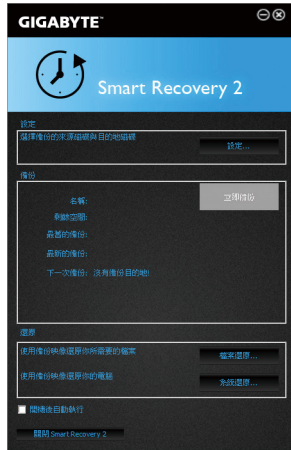 GIGABYTE™
Smart Recovery 2
設定
選擇備份的來源磁碟與目的地磁碟
設定...
備份
名稱:
立即備份
剩餘空間:
最舊的備份:
最新的備份:
下一次備份: 沒有備份目的地!
還原
使用備份映像還原你所需要的檔案
檔案還原...
使用備份映像還原你的電腦
系統還原...
開機後自動執行
關閉 Smart Recovery 2